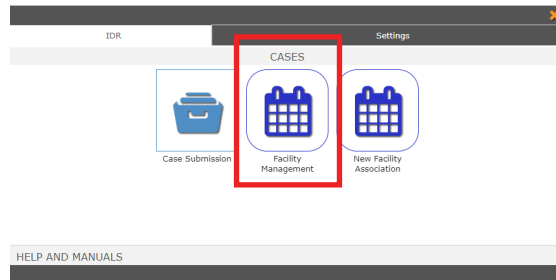 IDR
Settings
CASES
Case Submission
Facility
Management
New Facility
Association
HELP AND MANUALS